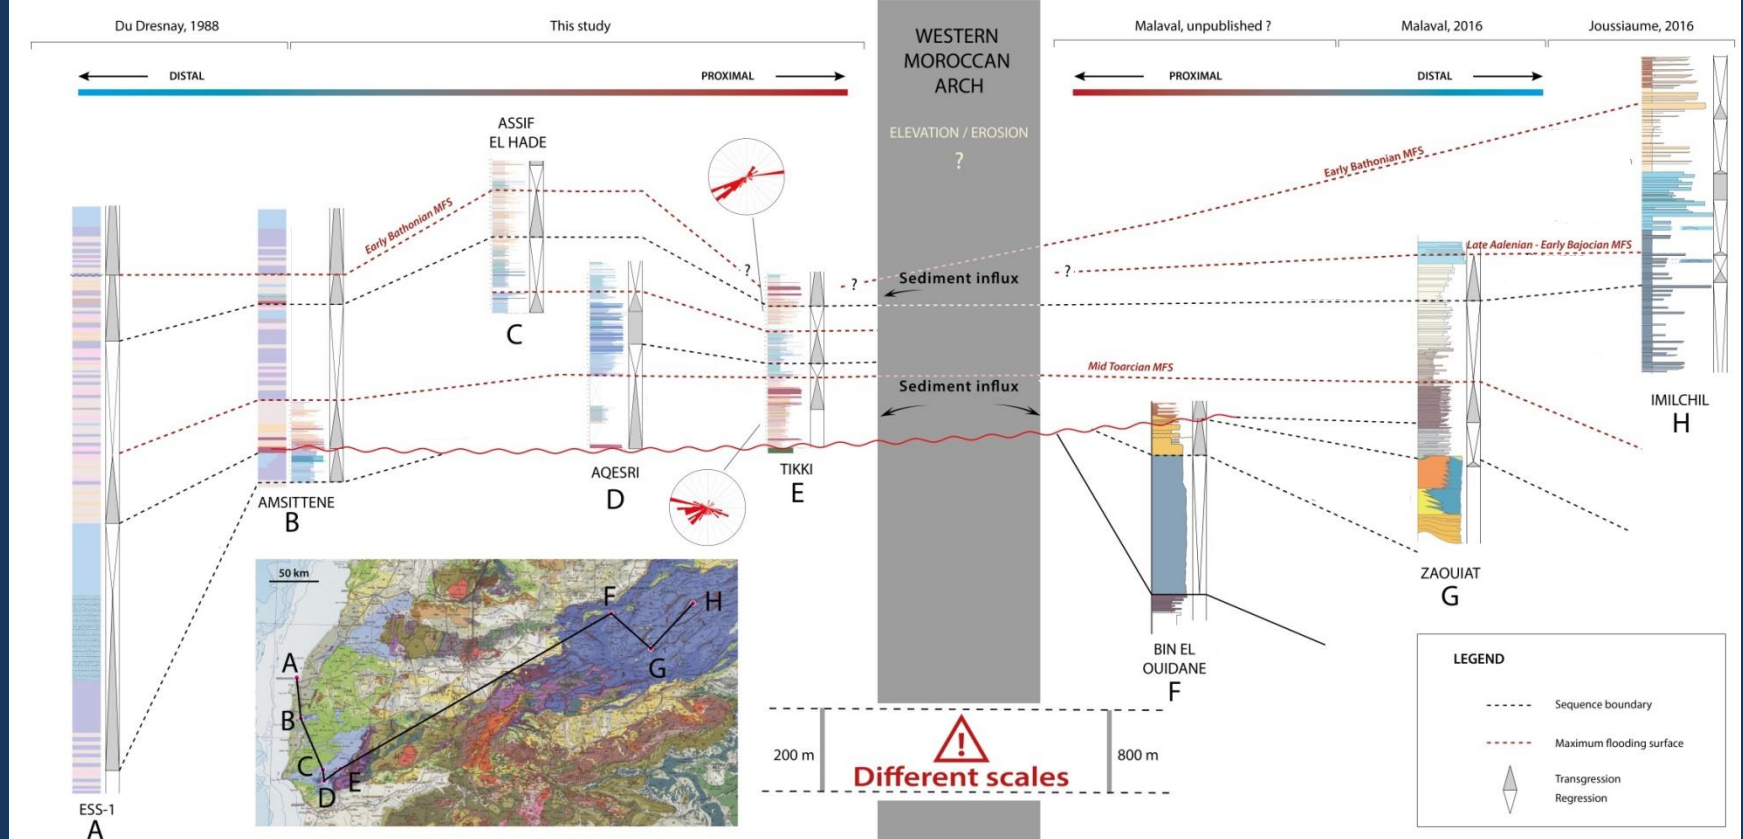 Du Dresnay, 1988
This study
Malaval, unpublished ?
Malaval, 2016
Joussiaume, 2016
DISTAL
PROXIMAL
WESTERN
MOROCCAN
ARCH
PROXIMAL
DISTAL
ELEVATION / EROSION
?
ASSIF
EL HADE
Early Bathonian MFS
Early Bathonian MFS
Late Aalenian - Early Bajocian MFS
?
?
?
Sediment influx
C
Mid Toarcian MFS
Sediment influx
IMILCHIL
H
AQESRI
D
TIKKI
E
AMSITTENE
B
ZAOUIAT
G
BIN EL
OUIDANE
F
50 km
A
B
C
D
E
F
G
H
200 m
800 m
!
Different scales
ESS-1
A
LEGEND
Sequence boundary
Maximum flooding surface
Transgression
Regression